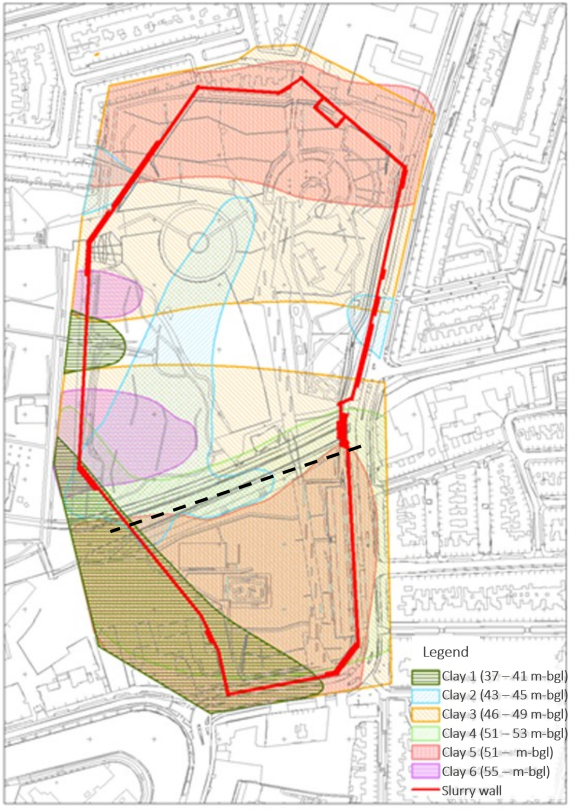 Legend
Clay 1 (37 – 41 m-bgl)
Clay 2 (43 – 45 m-bgl)
Clay 3 (46 – 49 m-bgl)
Clay 4 (51 – 53 m-bgl)
Clay 5 (51 – m-bgl)
Clay 6 (55 – m-bgl)
Slurry wall